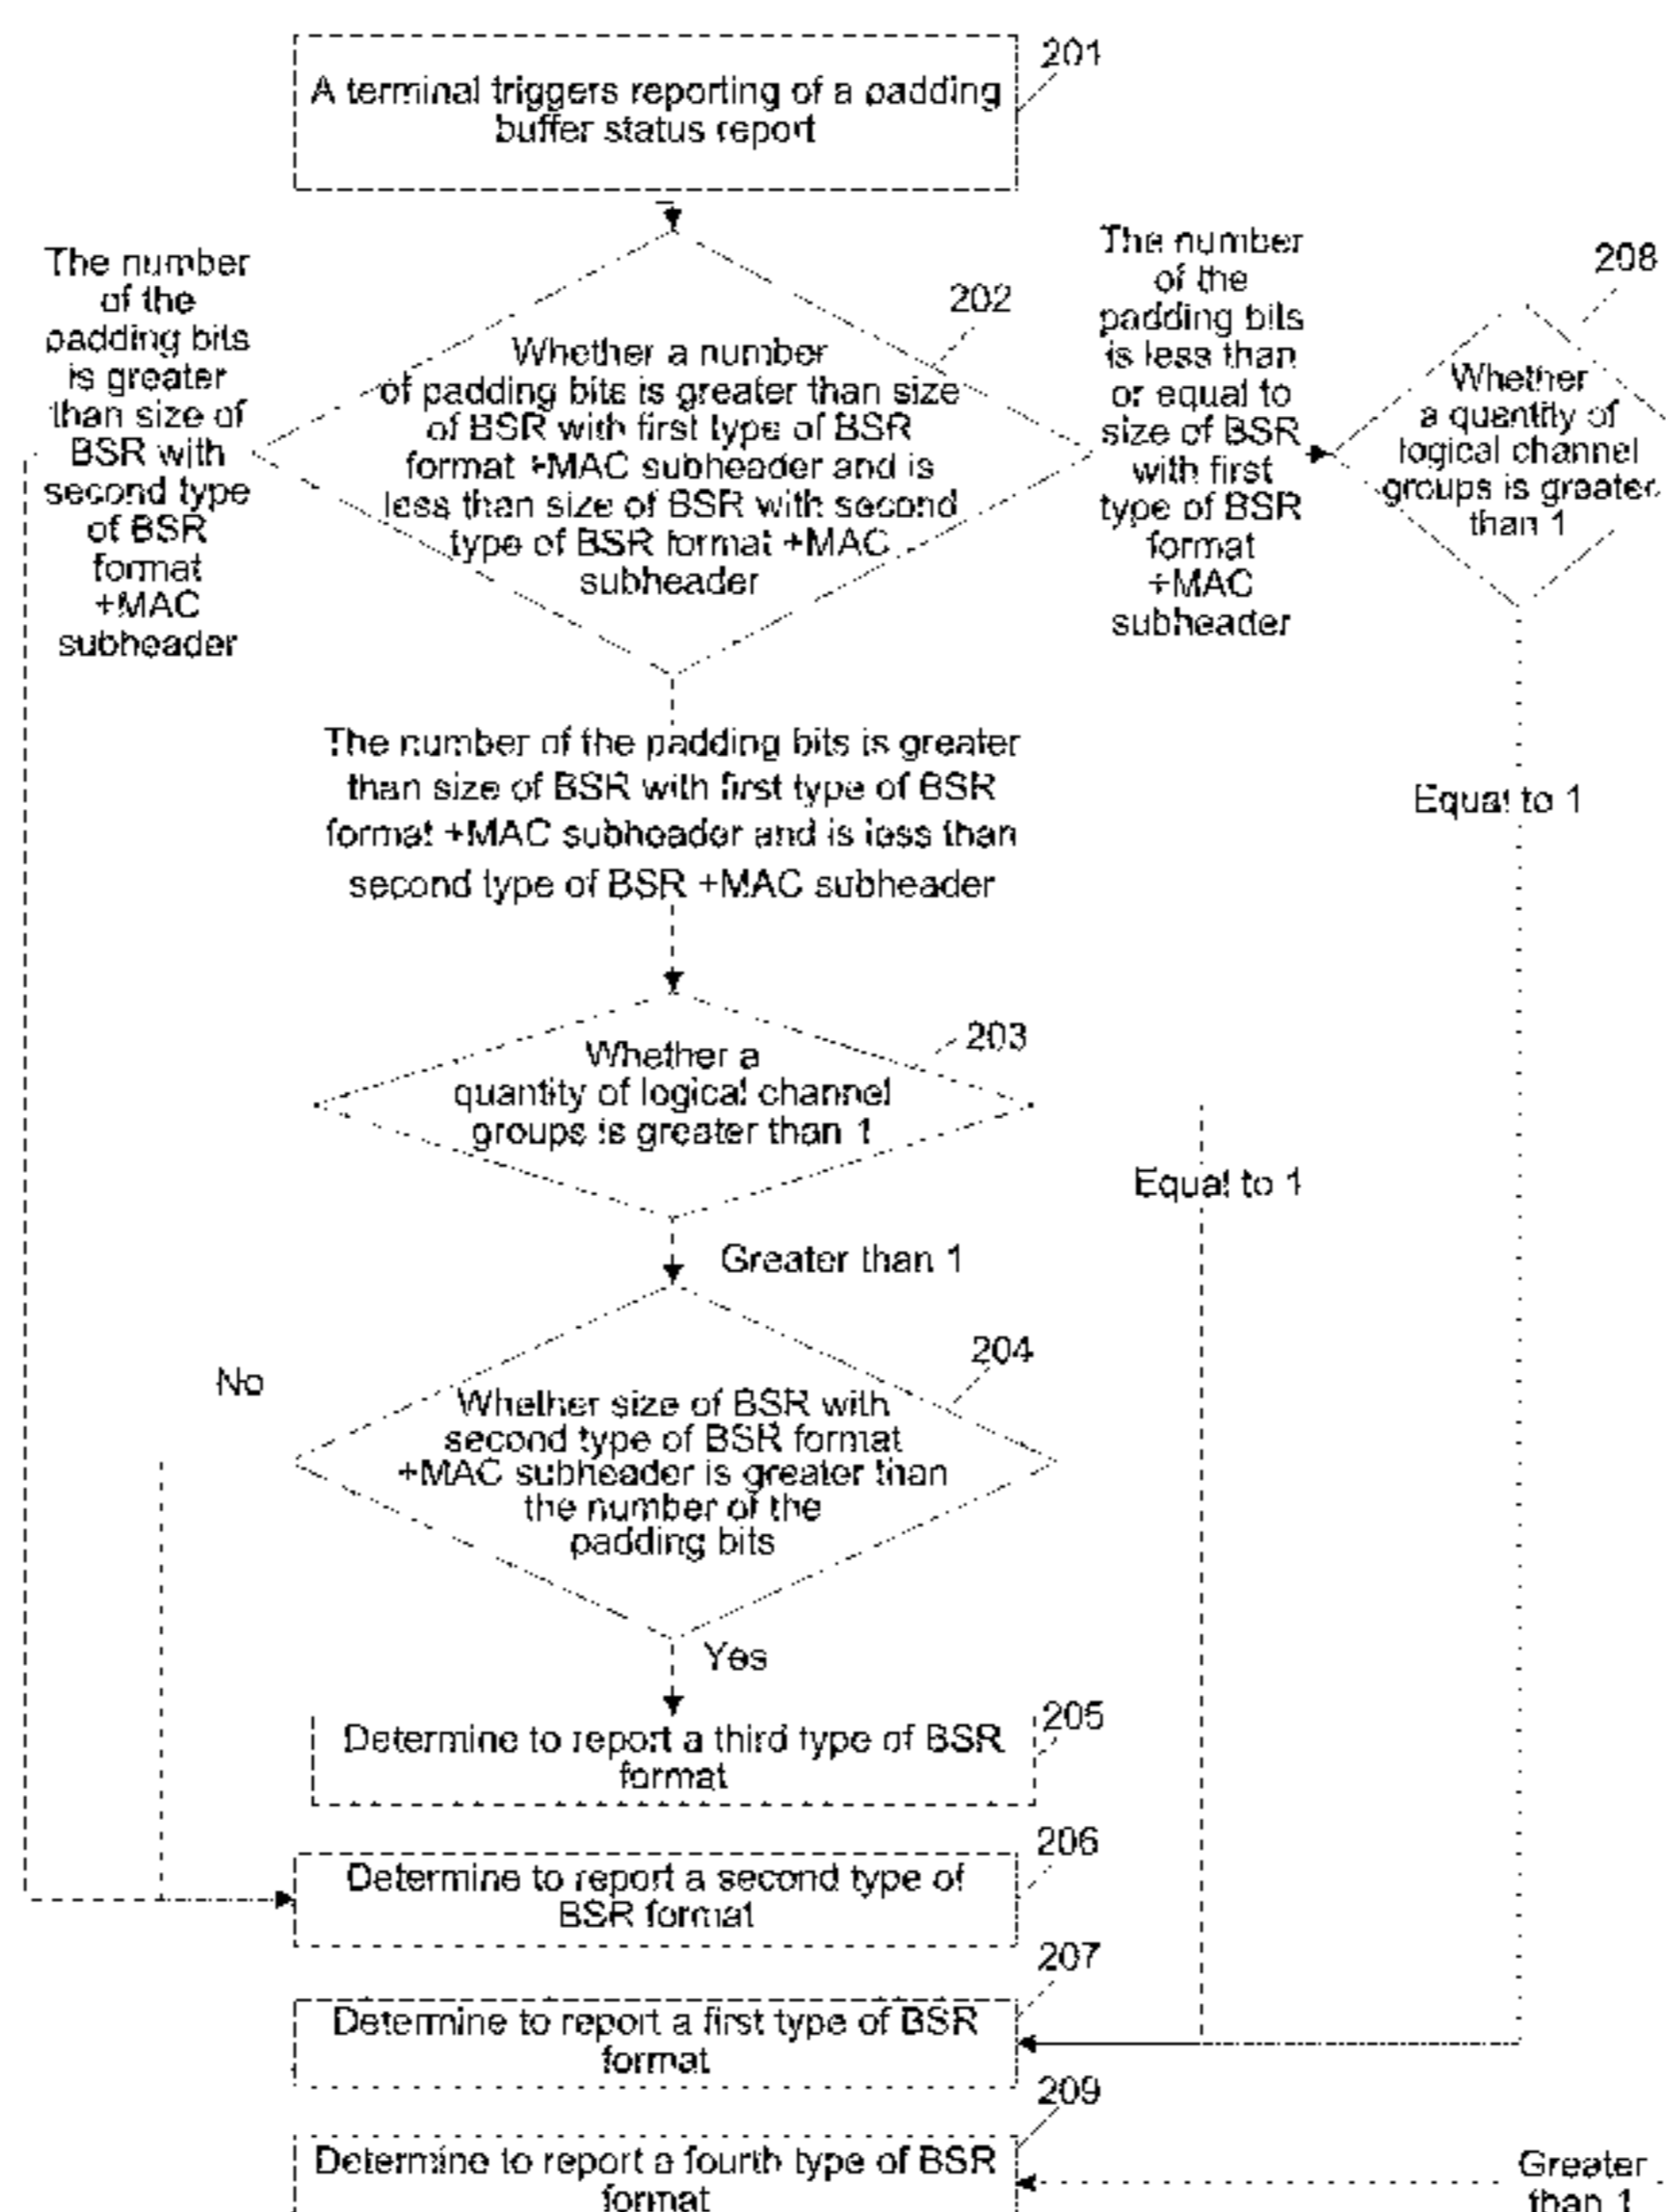 201
A terminal triggers reporting of a padding
buffer status report
The number
of the
padding bits
is greater
than size of
BSR with
second type
of BSR
format
+MAC
subheader
202
Whether a number
of padding bits is greater than size
of BSR with first type of BSR
format +MAC subheader and is
less than size of BSR with second
type of BSR format +MAC
subheader
The number
of the
padding bits
is less than
or equal to
size of BSR
with first
type of BSR
format
+MAC
subheader
208
Whether
a quantity of
logical channel
groups is greater
than 1
The number of the padding bits is greater
than size of BSR with first type of BSR
format +MAC subheader and is less than
second type of BSR +MAC subheader
Equal to 1
203
Whether a
quantity of logical channel
groups is greater than 1
Equal to 1
Greater than 1
204
No
Whether size of BSR with
second type of BSR format
+MAC subheader is greater than
the number of the
padding bits
Yes
205
Determine to report a third type of BSR
format
206
Determine to report a second type of
BSR format
207
Determine to report a first type of BSR
format
209
Determine to report a fourth type of BSR
format
Greater
than 1